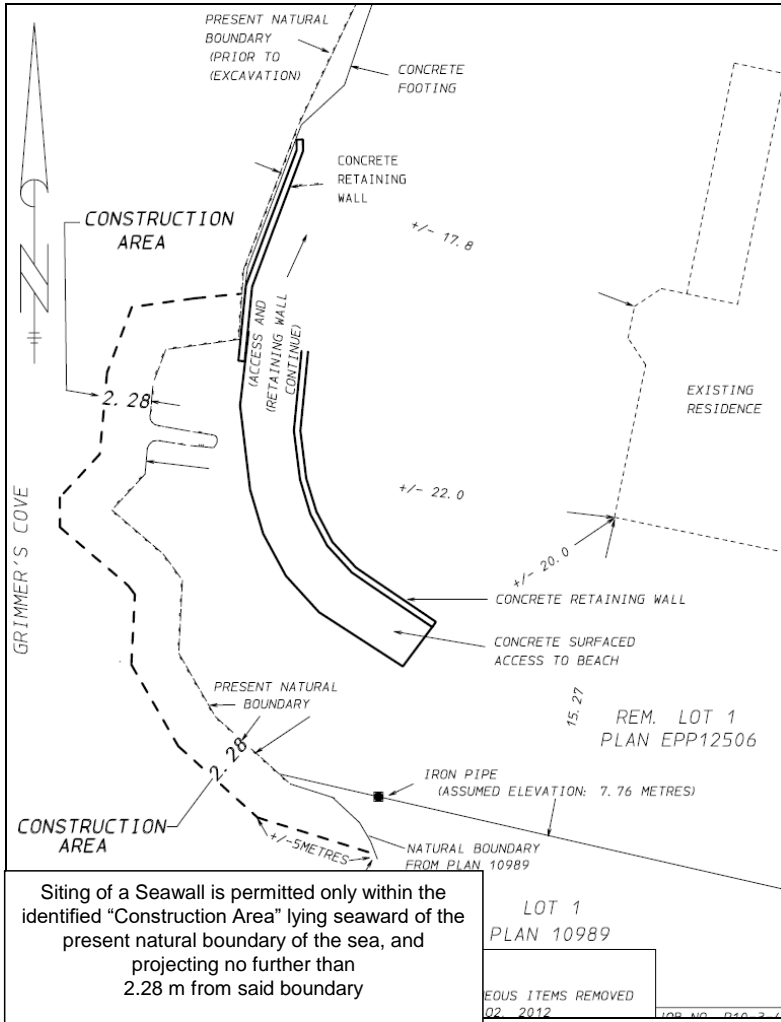 PRESENT NATURAL
BOUNDARY
(PRIOR TO
(EXCAVATION)
CONCRETE
FOOTING
CONCRETE
RETAINING
WALL
CONSTRUCTION
AREA
+/- 17.8
N
(ACCESS AND
(RETAINING WALL
CONTINUE)
2.28
EXISTING
RESIDENCE
GRIMMER'S COVE
+/- 22.0
+/- 20.0
CONCRETE RETAINING WALL
CONCRETE SURFACED
ACCESS TO BEACH
PRESENT NATURAL
BOUNDARY
15.27
REM. LOT 1
PLAN EPP12506
2.28
IRON PIPE
(ASSUMED ELEVATION: 7.76 METRES)
CONSTRUCTION
AREA
+/-5METRES
NATURAL BOUNDARY
FROM PLAN 10989
Siting of a Seawall is permitted only within the
identified “Construction Area” lying seaward of the
present natural boundary of the sea, and
projecting no further than
2.28 m from said boundary
LOT 1
PLAN 10989
EOUS ITEMS REMOVED
02, 2012
JOB NO.